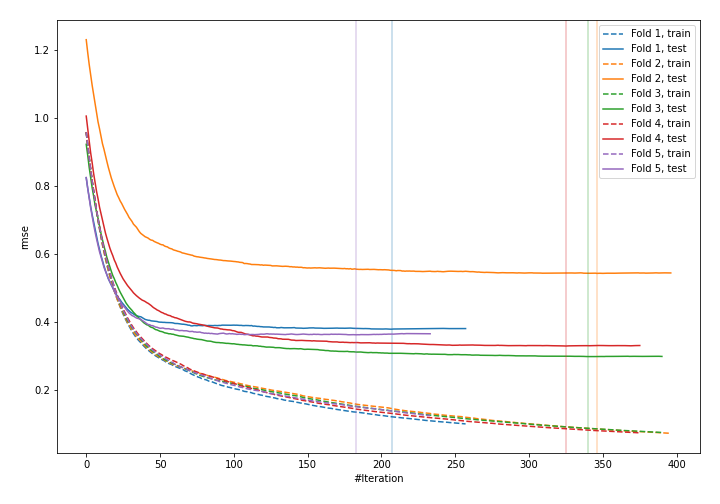 1.2
1.0
0.8
0.6
0.4
0.2
rmse
0
50
100
150
200
250
300
350
400
#Iteration
Fold 1, train
Fold 1, test
Fold 2, train
Fold 2, test
Fold 3, train
Fold 3, test
Fold 4, train
Fold 4, test
Fold 5, train
Fold 5, test